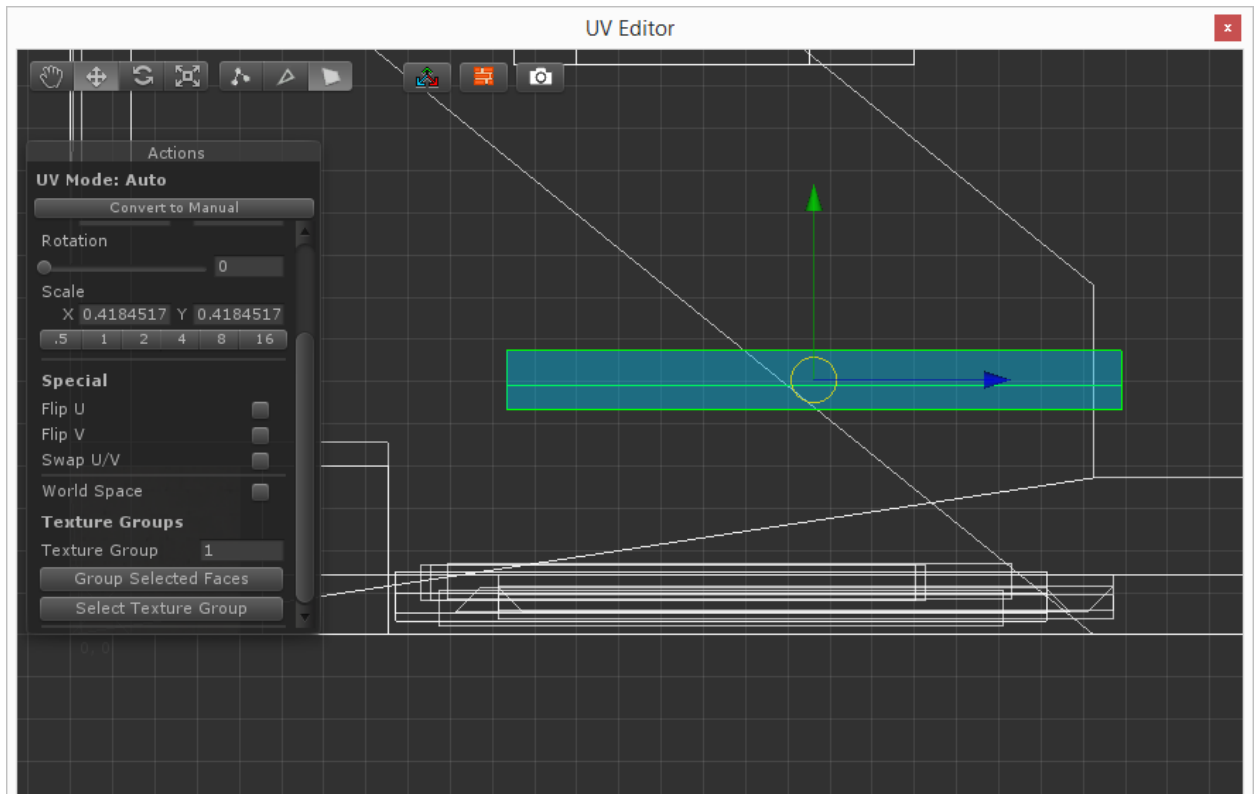 UV Editor
x
Actions
UV Mode: Auto
Convert to Manual
Rotation
0
Scale
X 0.4184517 Y 0.4184517
.5 1 2 4 8 16
Special
Flip U
Flip V
Swap U/V
World Space
Texture Groups
Texture Group 1
Group Selected Faces
Select Texture Group
0, 0